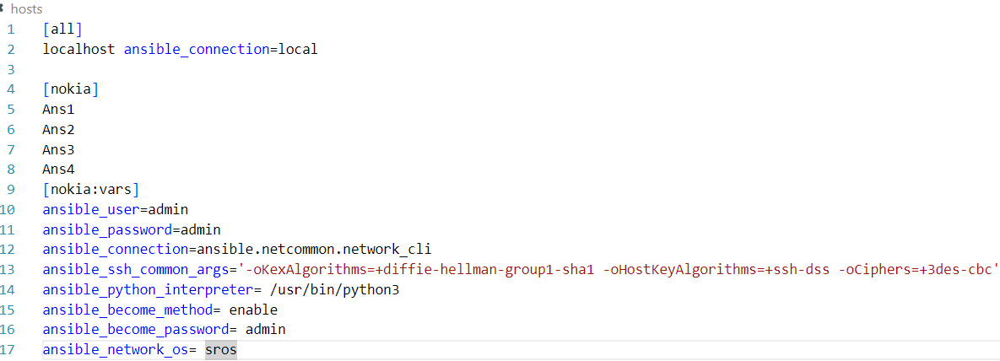 hosts
1 [all]
2 localhost ansible_connection=local
3
4 [nokia]
5 Ans1
6 Ans2
7 Ans3
8 Ans4
9 [nokia:vars]
10 ansible_user=admin
11 ansible_password=admin
12 ansible_connection=ansible.netcommon.network_cli
13 ansible_ssh_common_args='-oKexAlgorithms=+diffie-hellman-group1-sha1 -oHostKeyAlgorithms=+ssh-dss -oCiphers=+3des-cbc'
14 ansible_python_interpreter= /usr/bin/python3
15 ansible_become_method= enable
16 ansible_become_password= admin
17 ansible_network_os= sros